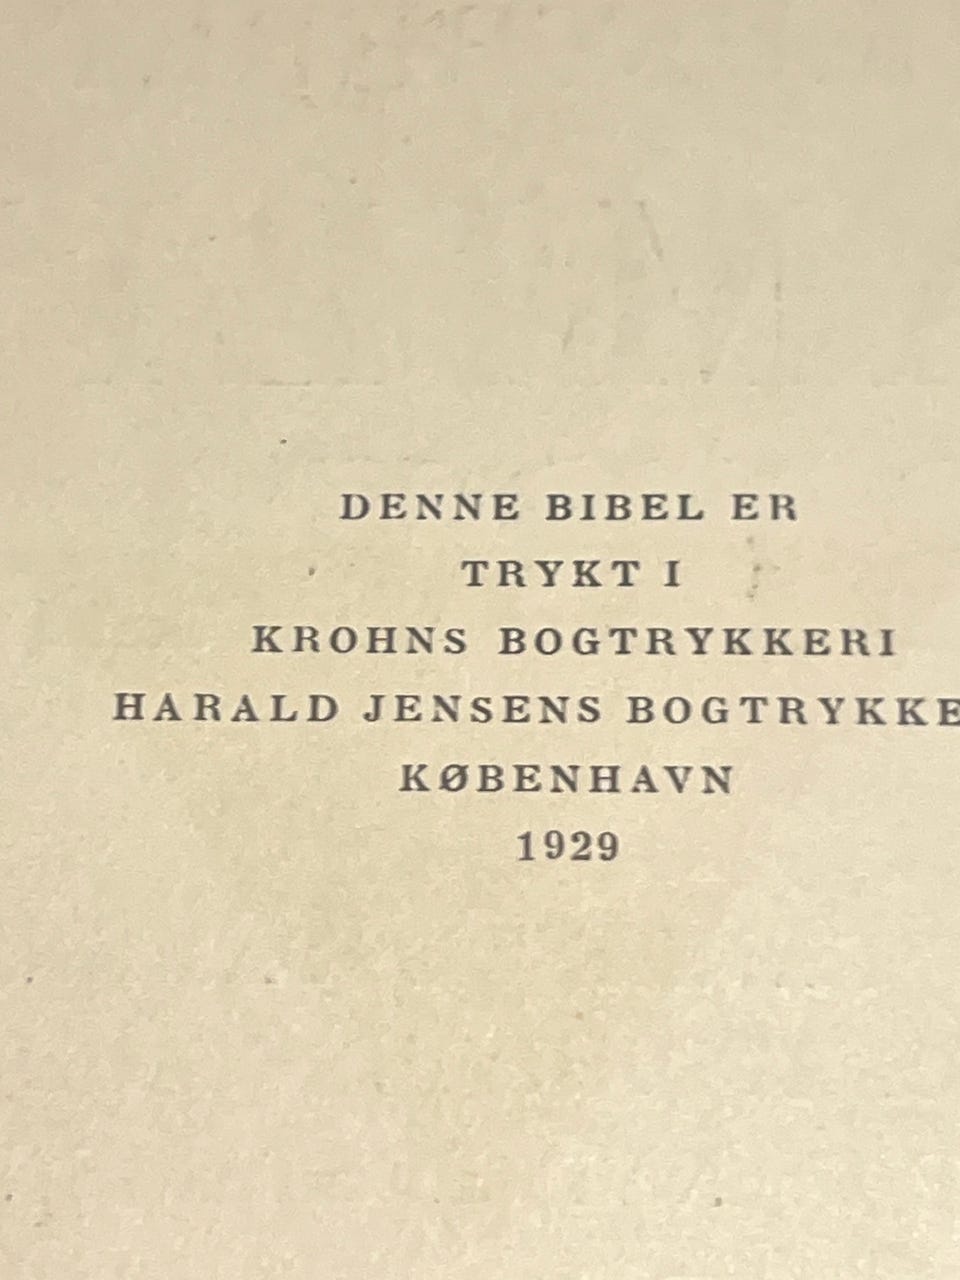 DENNE BIBEL ER
TRYKT I
KROHNS BOGTRYKKERI
HARALD JENSENS BOGTRYKKE
KØBENHAVN
1929